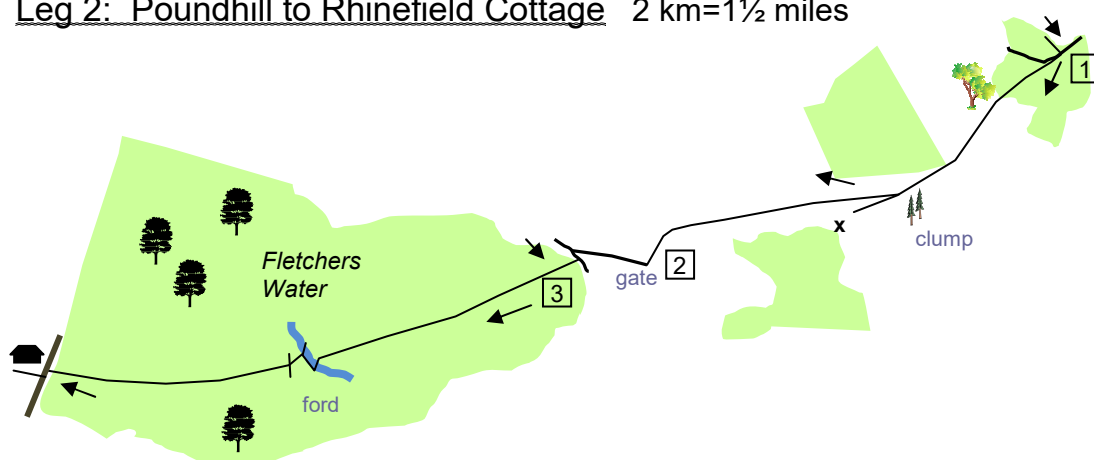 Leg 2: Poundhill to Rhinefield Cottage 2 km=1½ miles
1
x
clump
2
gate
Fletchers
Water
3
ford